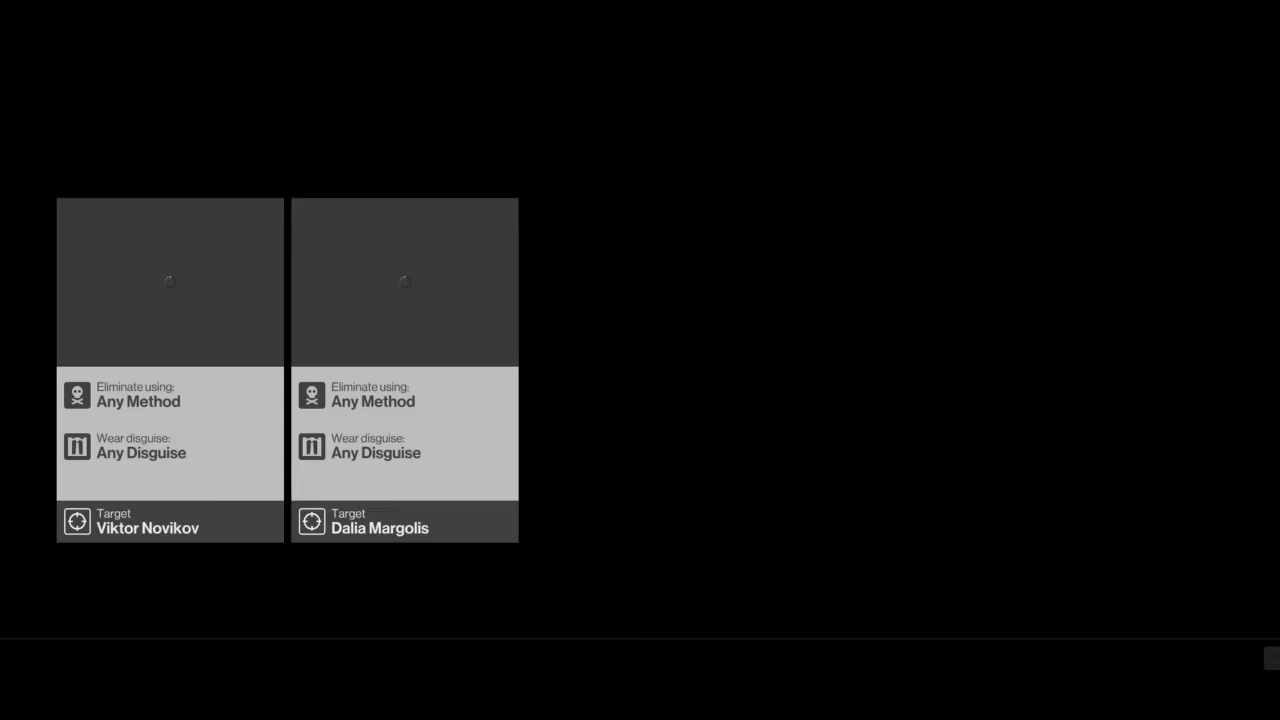 Eliminate using:
Any Method
Wear disguise:
Any Disguise
Target
Viktor Novikov
Eliminate using:
Any Method
Wear disguise:
Any Disguise
Target
Dalia Margolis